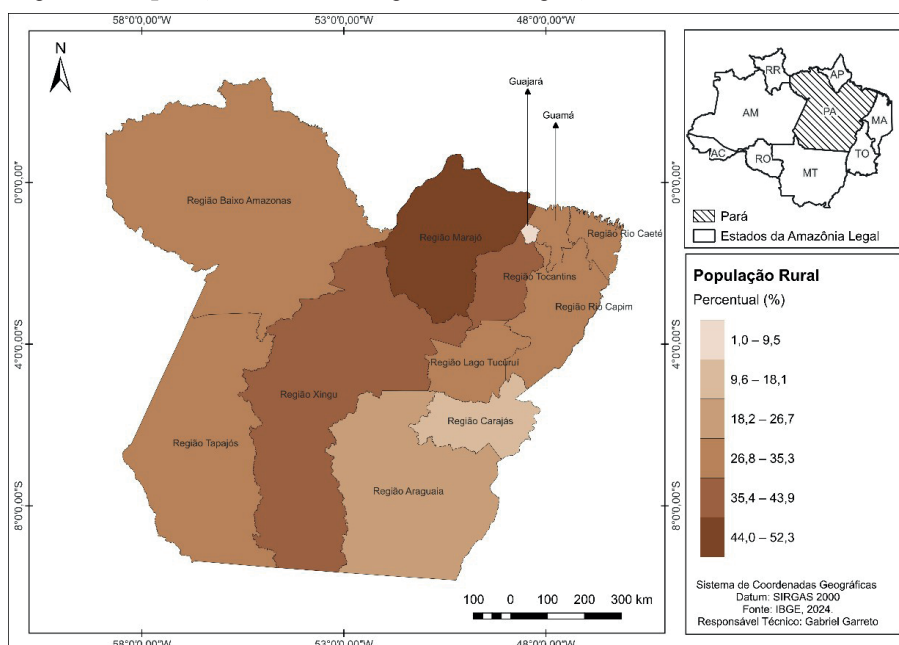 58°0'0,00"W
53°0'0,00"W
48°0'0,00"W
N
Guajará
Guamá
0°0'0,00"
0°0'0,00"
Região Baixo Amazonas
Região Marajó
Região Rio Caeté
Região Tocantins
Região Rio Capim
4°0'0,00"S
4°0'0,00"S
Região Lago Tucuruí
Região Xingu
Região Carajás
Região Tapajós
Região Araguaia
8°0'0,00"S
8°0'0,00"S
100 0 100 200 300 km
58°0'0,00"W
53°0'0,00"W
48°0'0,00"W
RR
AP
AM
PA
MA
AC
RO
TO
MT
Pará
Estados da Amazônia Legal
População Rural
Percentual (%)
1,0 – 9,5
9,6 – 18,1
18,2 – 26,7
26,8 – 35,3
35,4 – 43,9
44,0 – 52,3
Sistema de Coordenadas Geográficas
Datum: SIRGAS 2000
Fonte: IBGE, 2024.
Responsável Técnico: Gabriel Garreto